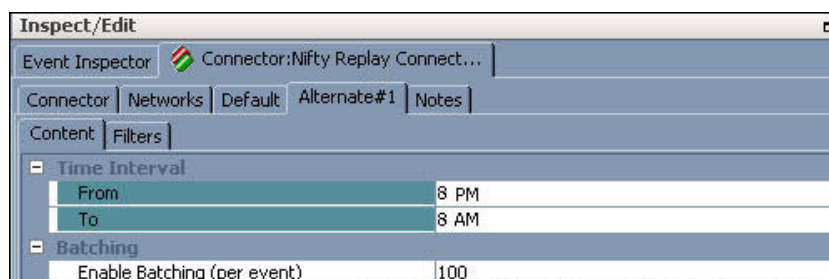 Inspect/Edit
Event Inspector Connector:Nifty Replay Connect...
Connector Networks Default Alternate#1 Notes
Content Filters
Time Interval
From 8 PM
To 8 AM
Batching
Enable Batching (per event) 100